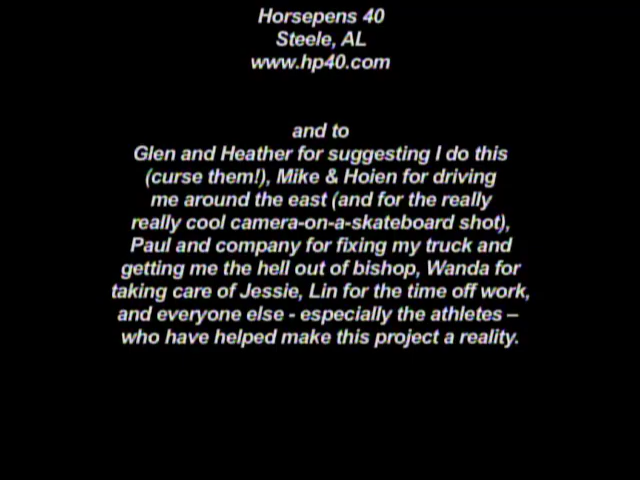 Horsepens 40
Steele, AL
www.hp40.com
and to
Glen and Heather for suggesting I do this
(curse them!), Mike & Hoien for driving
me around the east (and for the really
really cool camera-on-a-skateboard shot),
Paul and company for fixing my truck and
getting me the hell out of bishop, Wanda for
taking care of Jessie, Lin for the time off work,
and everyone else - especially the athletes –
who have helped make this project a reality.